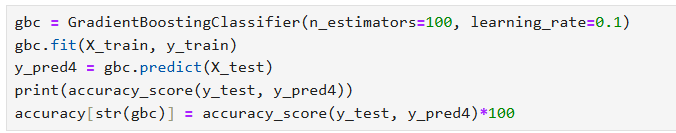 gbc = GradientBoostingClassifier(n_estimators=100, learning_rate=0.1)
gbc.fit(X_train, y_train)
y_pred4 = gbc.predict(X_test)
print(accuracy_score(y_test, y_pred4))
accuracy[str(gbc)] = accuracy_score(y_test, y_pred4)*100